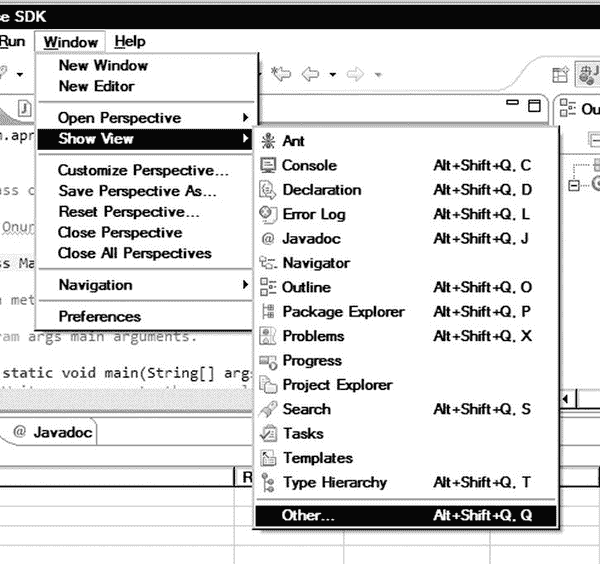 se SDK
Run Window Help
New Window
New Editor
Open Perspective
Show View
Customize Perspective...
Save Perspective As...
Reset Perspective...
Close Perspective
Close All Perspectives
Navigation
Preferences
Ant
Console Alt+Shift+Q, C
Declaration Alt+Shift+Q, D
Error Log Alt+Shift+Q, L
@ Javadoc Alt+Shift+Q, J
Navigator
Outline Alt+Shift+Q, O
Package Explorer Alt+Shift+Q, P
Problems Alt+Shift+Q, X
Progress
Project Explorer
Search Alt+Shift+Q, S
Tasks
Templates
Type Hierarchy Alt+Shift+Q, T
Other... Alt+Shift+Q, Q
J
Ou
m.apr
ass c
Onur
ss Ma
n met
ram args main arguments.
static void main(String[] args
@ Javadoc
R